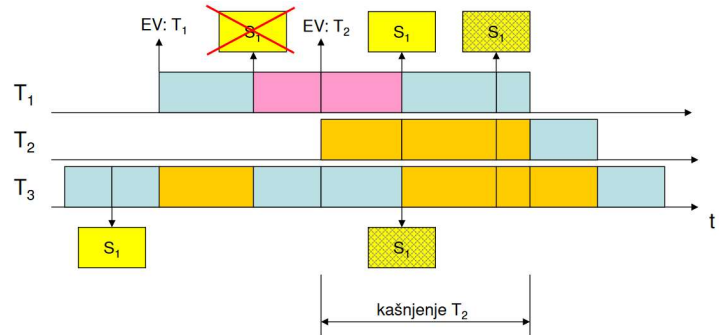 EV: T₁
S₁
EV: T₂
S₁
S₁
T₁
T₂
T₃
t
S₁
S₁
kašnjenje T₂